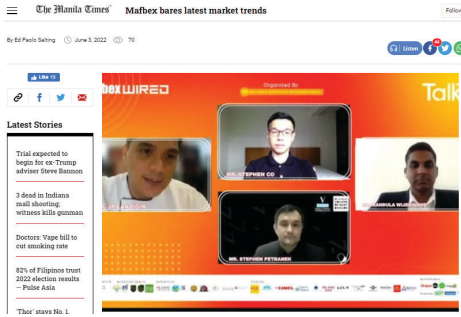 The Manila Times
Mafbex bares latest market trends
Follow
By Ed Paolo Salting June 3, 2022 70
Listen
Like 13
Latest Stories
Trial expected to
begin for ex-Trump
adviser Steve Bannon
3 dead in Indiana
mall shooting;
witness kills gunman
Doctors: Vape bill to
cut smoking rate
82% of Filipinos trust
2022 election results
— Pulse Asia
'Thor' stays No. 1,
bex WIRED
Organized By
Talk
MR. STEPHEN CO
MR. STEPHEN PETRANEK